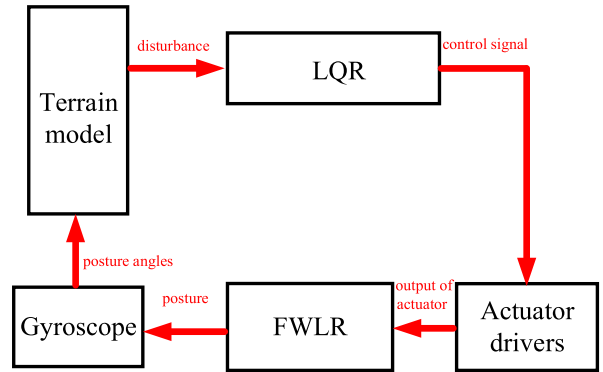 disturbance
control signal
LQR
Terrain
model
posture angles
posture
output of
actuator
Gyroscope
FWLR
Actuator
drivers